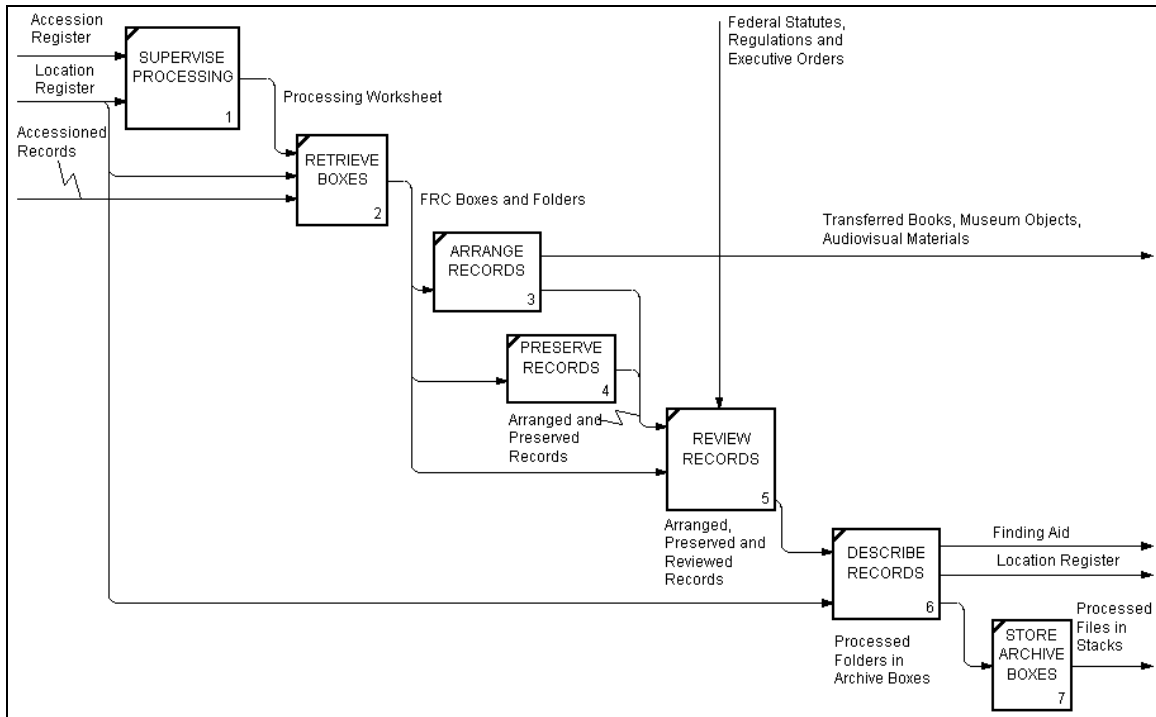 Accession
Register
SUPERVISE
PROCESSING
1
Location
Register
Processing Worksheet
Federal Statutes,
Regulations and
Executive Orders
Accessioned
Records
RETRIEVE
BOXES
2
FRC Boxes and Folders
Transferred Books, Museum Objects,
Audiovisual Materials
ARRANGE
RECORDS
3
PRESERVE
RECORDS
4
Arranged and
Preserved
Records
REVIEW
RECORDS
5
Arranged,
Preserved and
Reviewed
Records
DESCRIBE
RECORDS
6
Finding Aid
Location Register
Processed
Folders in
Archive Boxes
STORE
ARCHIVE
BOXES
7
Processed
Files in
Stacks